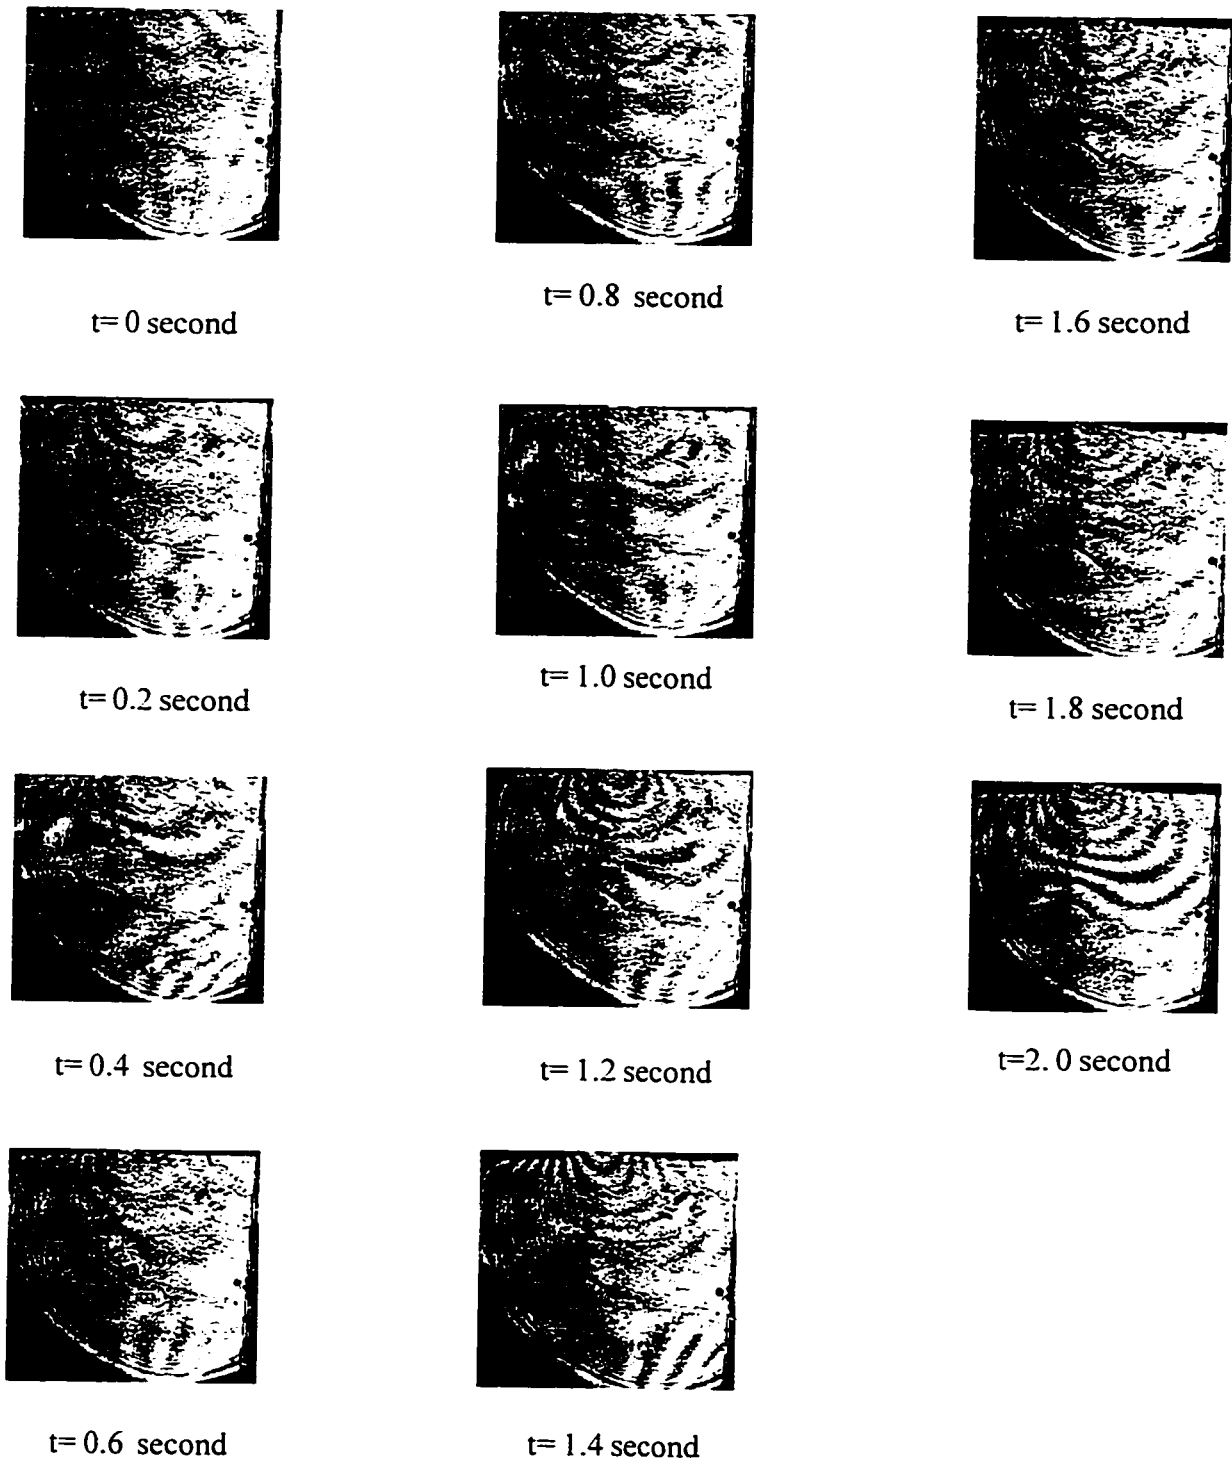 t= 0 second
t= 0.8 second
t= 1.6 second
t= 0.2 second
t= 1.0 second
t= 1.8 second
t= 0.4 second
t= 1.2 second
t=2. 0 second
t= 0.6 second
t= 1.4 second